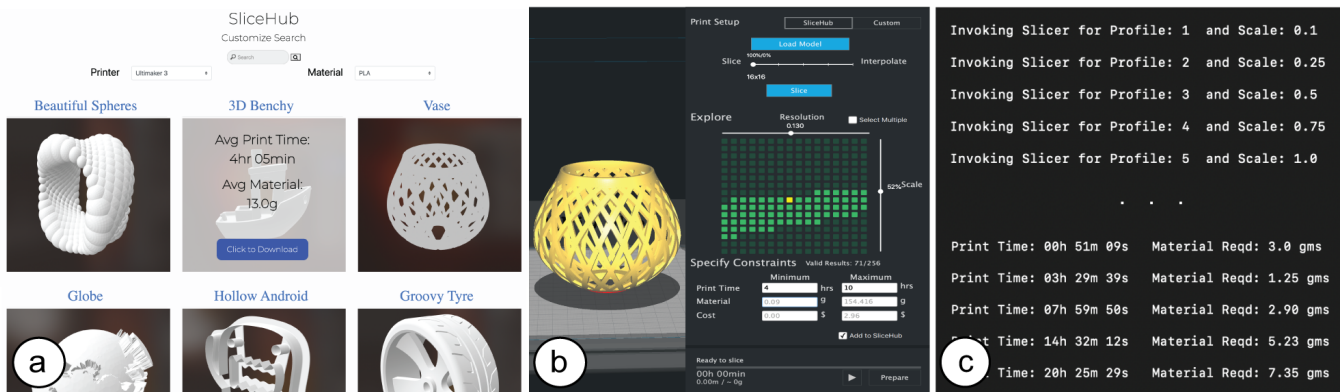 SliceHub
Customize Search
Search
Printer Ultimaker 3 Material PLA
Beautiful Spheres 3D Benchy Vase
Avg Print Time:
4hr 05min
Avg Material:
13.0g
Click to Download
Globe Hollow Android Groovy Tyre
a
Print Setup SliceHub Custom
Load Model
100%/0%
Slice Interpolate
16x16
Slice
Explore Resolution Select Multiple
0.130
52% Scale
Specify Constraints Valid Results: 71/256
Minimum Maximum
Print Time 4 hrs 10 hrs
Material 0.09 g 154.416 g
Cost 0.00 $ 2.96 $
Add to SliceHub
Ready to slice
00h 00min
0.00m / ~ 0g
Prepare
b
Invoking Slicer for Profile: 1 and Scale: 0.1
Invoking Slicer for Profile: 2 and Scale: 0.25
Invoking Slicer for Profile: 3 and Scale: 0.5
Invoking Slicer for Profile: 4 and Scale: 0.75
Invoking Slicer for Profile: 5 and Scale: 1.0
. . .
Print Time: 00h 51m 09s Material Reqd: 3.0 gms
Print Time: 03h 29m 39s Material Reqd: 1.25 gms
Print Time: 07h 59m 50s Material Reqd: 2.90 gms
Time: 14h 32m 12s Material Reqd: 5.23 gms
Time: 20h 25m 29s Material Reqd: 7.35 gms
c